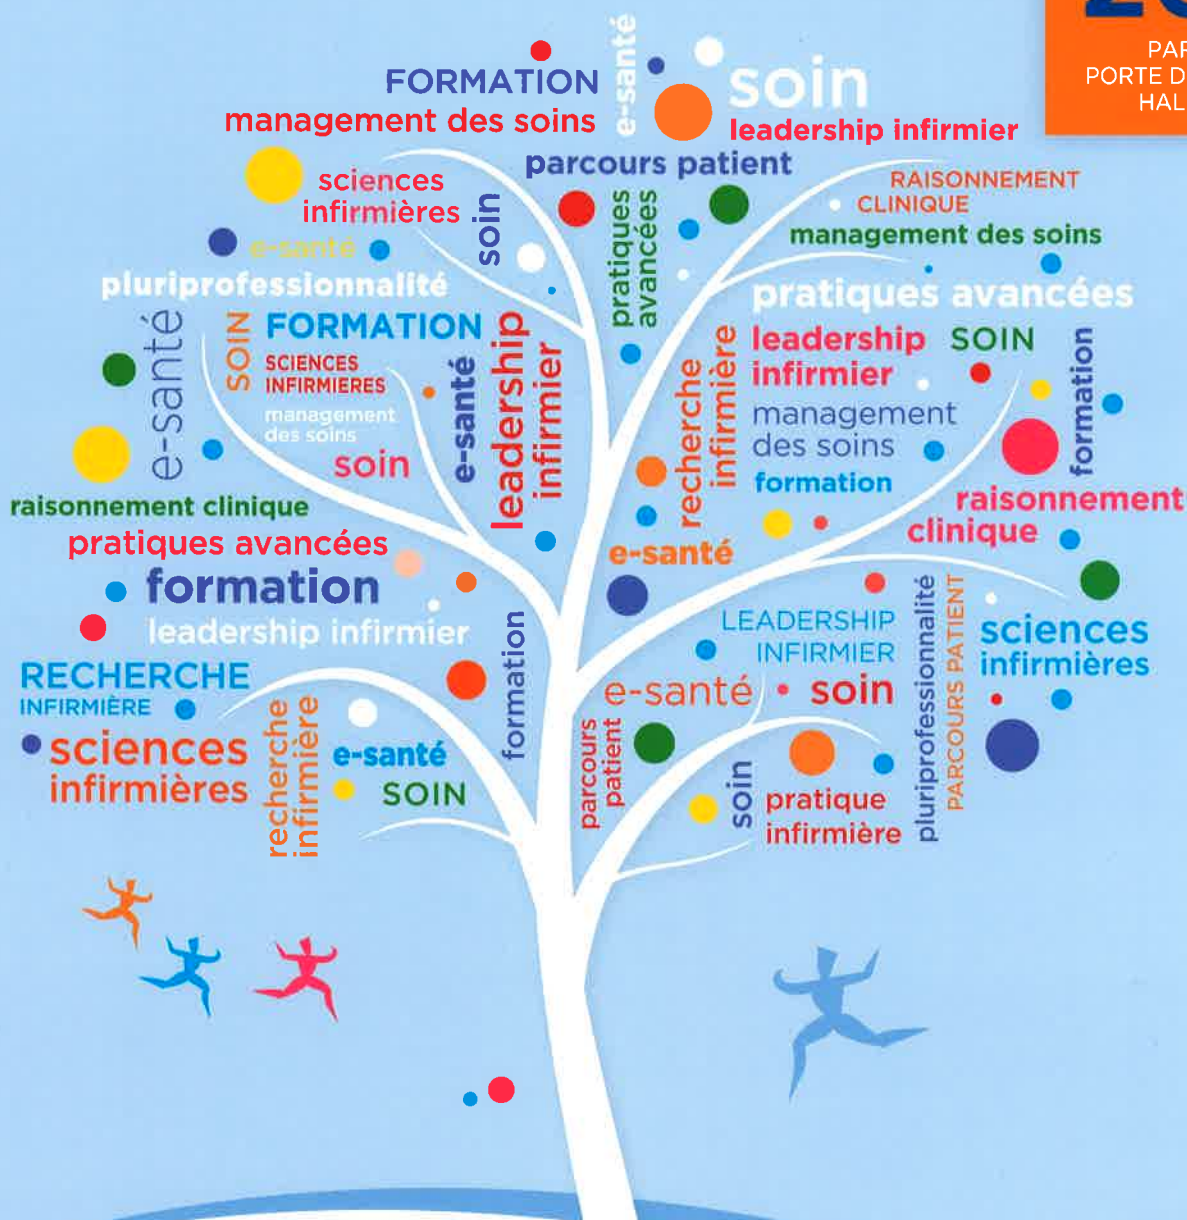 e-santé
soin
FORMATION
management des soins
leadership infirmier
PORTE D
parcours patient
sciences
infirmières
soin
pratiques
avancées
RAISONNEMENT
CLINIQUE
management des soins
e-santé
pluriprofessionnalité
pratiques avancées
e-santé
SOIN
FORMATION
SCIENCES
INFIRMIERES
management
des soins
soin
e-santé
leadership
infirmier
recherche
infirmière
leadership
infirmier
SOIN
management
des soins
formation
formation
raisonnement
clinique
raisonnement clinique
pratiques avancées
formation
leadership infirmier
e-santé
RECHERCHE
INFIRMIÈRE
sciences
infirmières
recherche
infirmière
e-santé
SOIN
formation
LEADERSHIP
INFIRMIER
e-santé
soin
parcours
patient
soin
pratique
infirmière
pluriprofessionnalité
PARCOURS PATIENT
sciences
infirmières